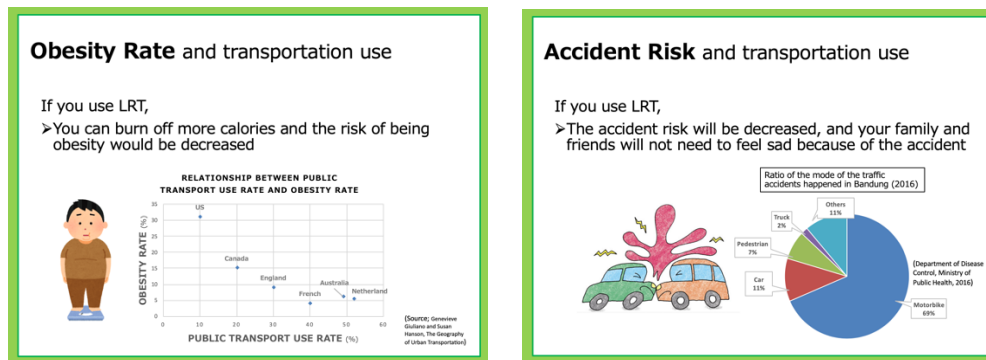 Obesity Rate and transportation use
If you use LRT,
➢You can burn off more calories and the risk of being
obesity would be decreased
RELATIONSHIP BETWEEN PUBLIC
TRANSPORT USE RATE AND OBESITY RATE
OBESITY RATE (%)
35
30
25
20
15
10
5
0
US
Canada
England
French
Australia
Netherland
0
10
20
30
40
50
60
PUBLIC TRANSPORT USE RATE (%)
(Source; Genevieve
Giuliano and Susan
Hanson, The Geography
of Urban Transportation)
Accident Risk and transportation use
If you use LRT,
➢The accident risk will be decreased, and your family and
friends will not need to feel sad because of the accident
Ratio of the mode of the traffic
accidents happened in Bandung (2016)
Others
11%
Truck
2%
Pedestrian
7%
Car
11%
Motorbike
69%
(Department of Disease
Control, Ministry of
Public Health, 2016)